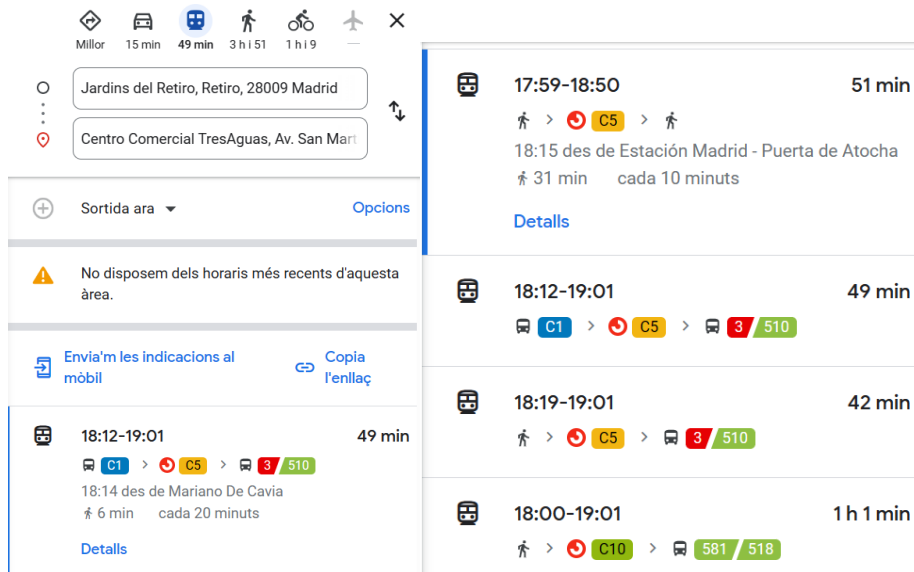 Millor
15 min
49 min
3 h i 51
1 h i 9
—
Jardins del Retiro, Retiro, 28009 Madrid
Centro Comercial TresAguas, Av. San Mart
Sortida ara
Opcions
No disposem dels horaris més recents d'aquesta
àrea.
Envia'm les indicacions al
mòbil
Copia
l'enllaç
18:12-19:01 49 min
C1 > C5 > 3 / 510
18:14 des de Mariano De Cavia
6 min cada 20 minuts
Detalls
17:59-18:50 51 min
> C5 >
18:15 des de Estación Madrid - Puerta de Atocha
31 min cada 10 minuts
Detalls
18:12-19:01 49 min
C1 > C5 > 3 / 510
18:19-19:01 42 min
> C5 > 3 / 510
18:00-19:01 1 h 1 min
> C10 > 581 / 518